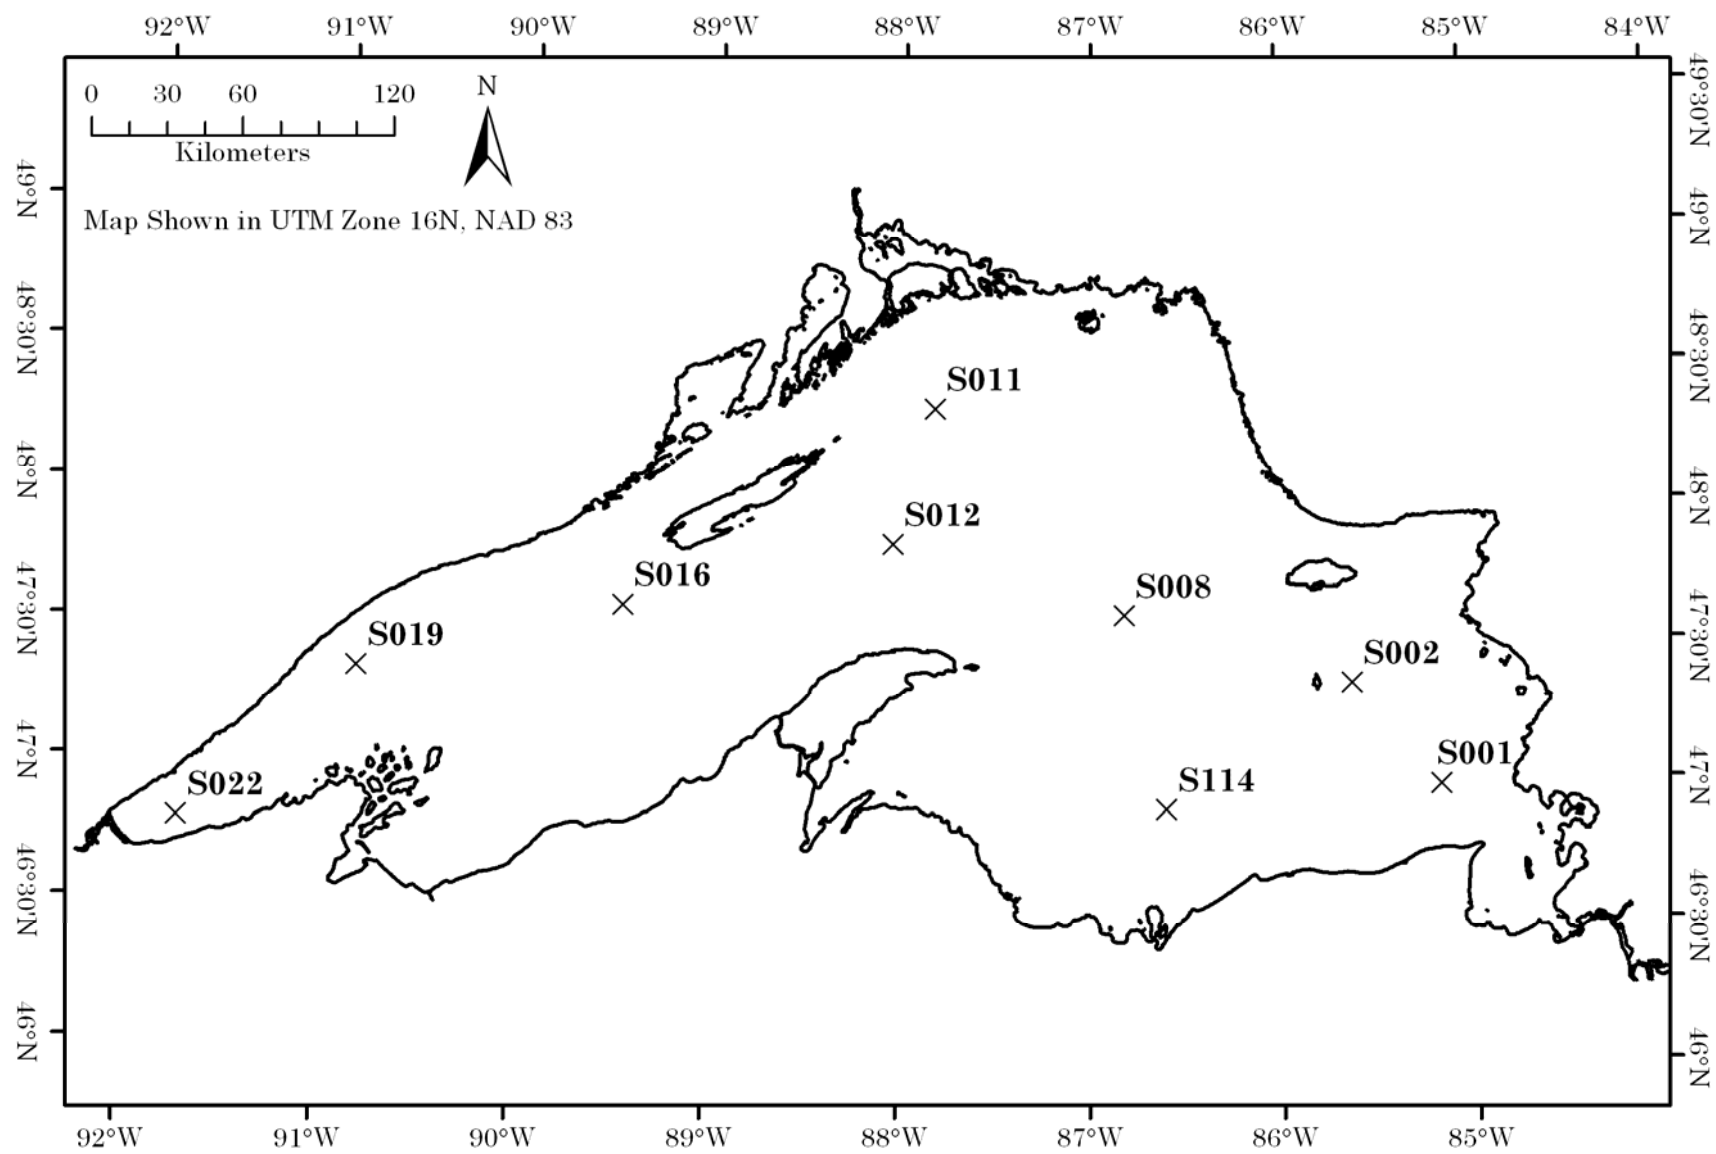 92°W 91°W 90°W 89°W 88°W 87°W 86°W 85°W 84°W
49°30'N
0 30 60 120
N
Kilometers
49°N
49°N
Map Shown in UTM Zone 16N, NAD 83
48°30'N
48°30'N
S011
48°N
48°N
S012
S016
S008
47°30'N
47°30'N
S019
S002
47°N
47°N
S001
S022
S114
46°30'N
46°30'N
46°N
46°N
92°W 91°W 90°W 89°W 88°W 87°W 86°W 85°W